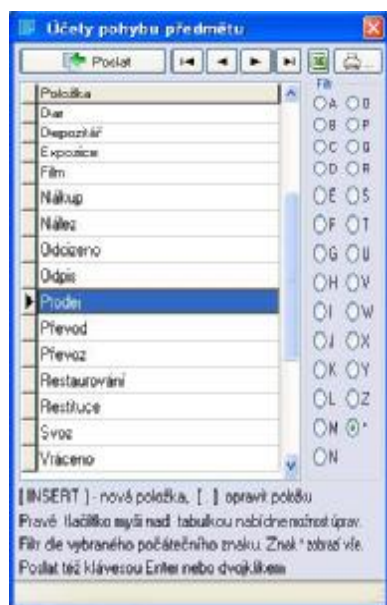 Účely pohybu předmětu
Poslat
Filtr
Položka
Dar
Depozitář
Expozice
Film
Nákup
Nález
Odcizeno
Odpis
Prodej
Převod
Převoz
Restaurování
Restituce
Svoz
Vráceno
A O
B P
C Q
D R
E S
F T
G U
H V
I W
J X
K Y
L Z
M *
N
[ INSERT ] - nová položka, [ . ] opravit položku
Pravé tlačítko myši nad tabulkou nabídne možnost úprav.
Filtr dle vybraného počátečního znaku. Znak * zobrazí vše.
Poslat též klávesou Enter nebo dvojklikem